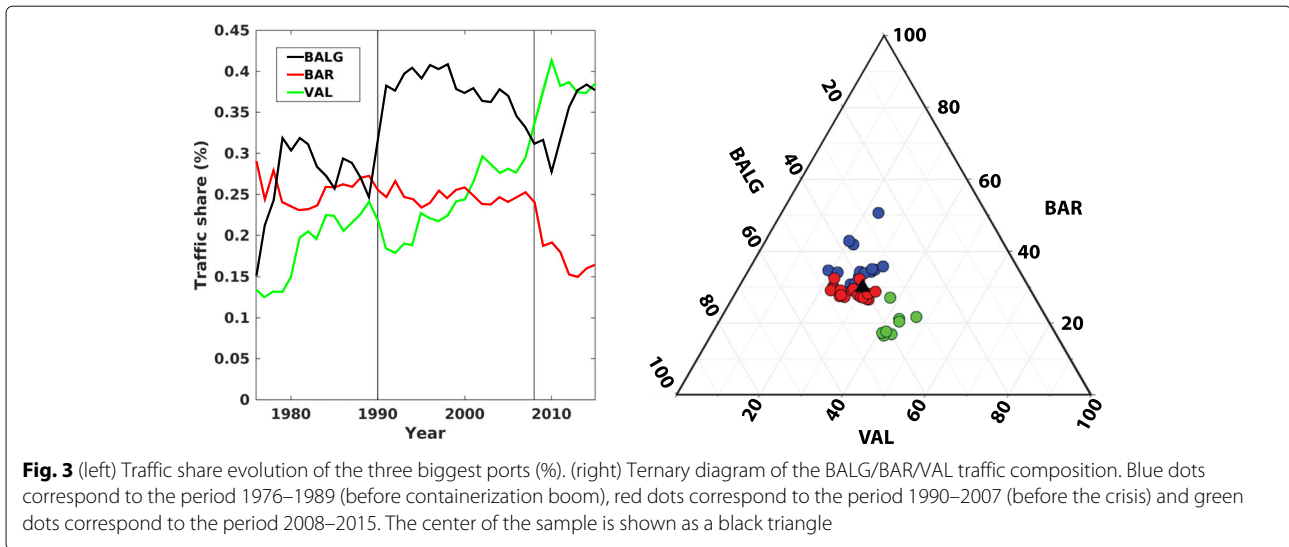 0.45
0.4
0.35
0.3
0.25
0.2
0.15
0.1
0.05
0
Traffic share (%)
BALG
BAR
VAL
1980
1990
2000
2010
Year
100
80
60
40
20
BAR
20
40
60
80
100
BALG
20
40
60
80
100
VAL
Fig. 3 (left) Traffic share evolution of the three biggest ports (%). (right) Ternary diagram of the BALG/BAR/VAL traffic composition. Blue dots
correspond to the period 1976–1989 (before containerization boom), red dots correspond to the period 1990–2007 (before the crisis) and green
dots correspond to the period 2008–2015. The center of the sample is shown as a black triangle